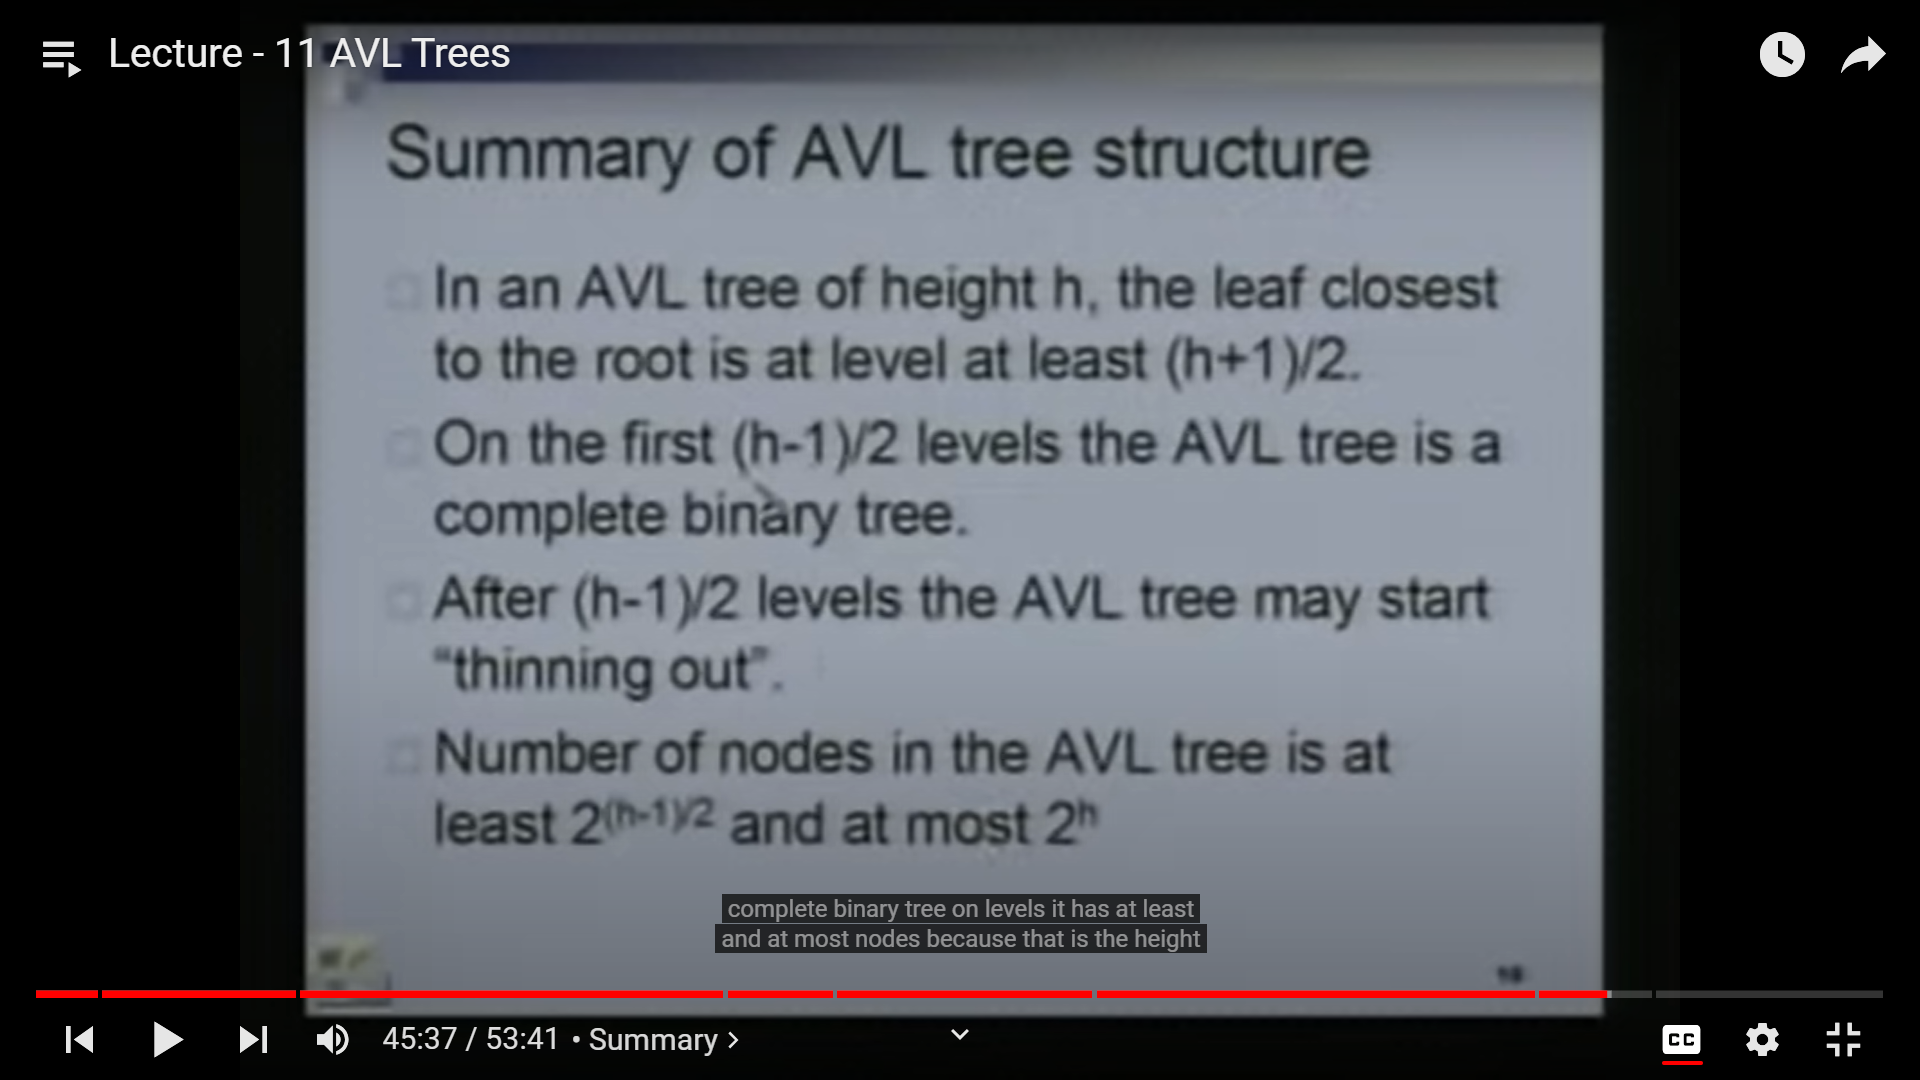 Lecture - 11 AVL Trees
Summary of AVL tree structure
In an AVL tree of height h, the leaf closest
to the root is at level at least (h+1)/2.
On the first (h-1)/2 levels the AVL tree is a
complete binary tree.
After (h-1)/2 levels the AVL tree may start
“thinning out”.
Number of nodes in the AVL tree is at
least 2^(h-1)/2 and at most 2^h
complete binary tree on levels it has at least
and at most nodes because that is the height
45:37 / 53:41 • Summary ›
CC